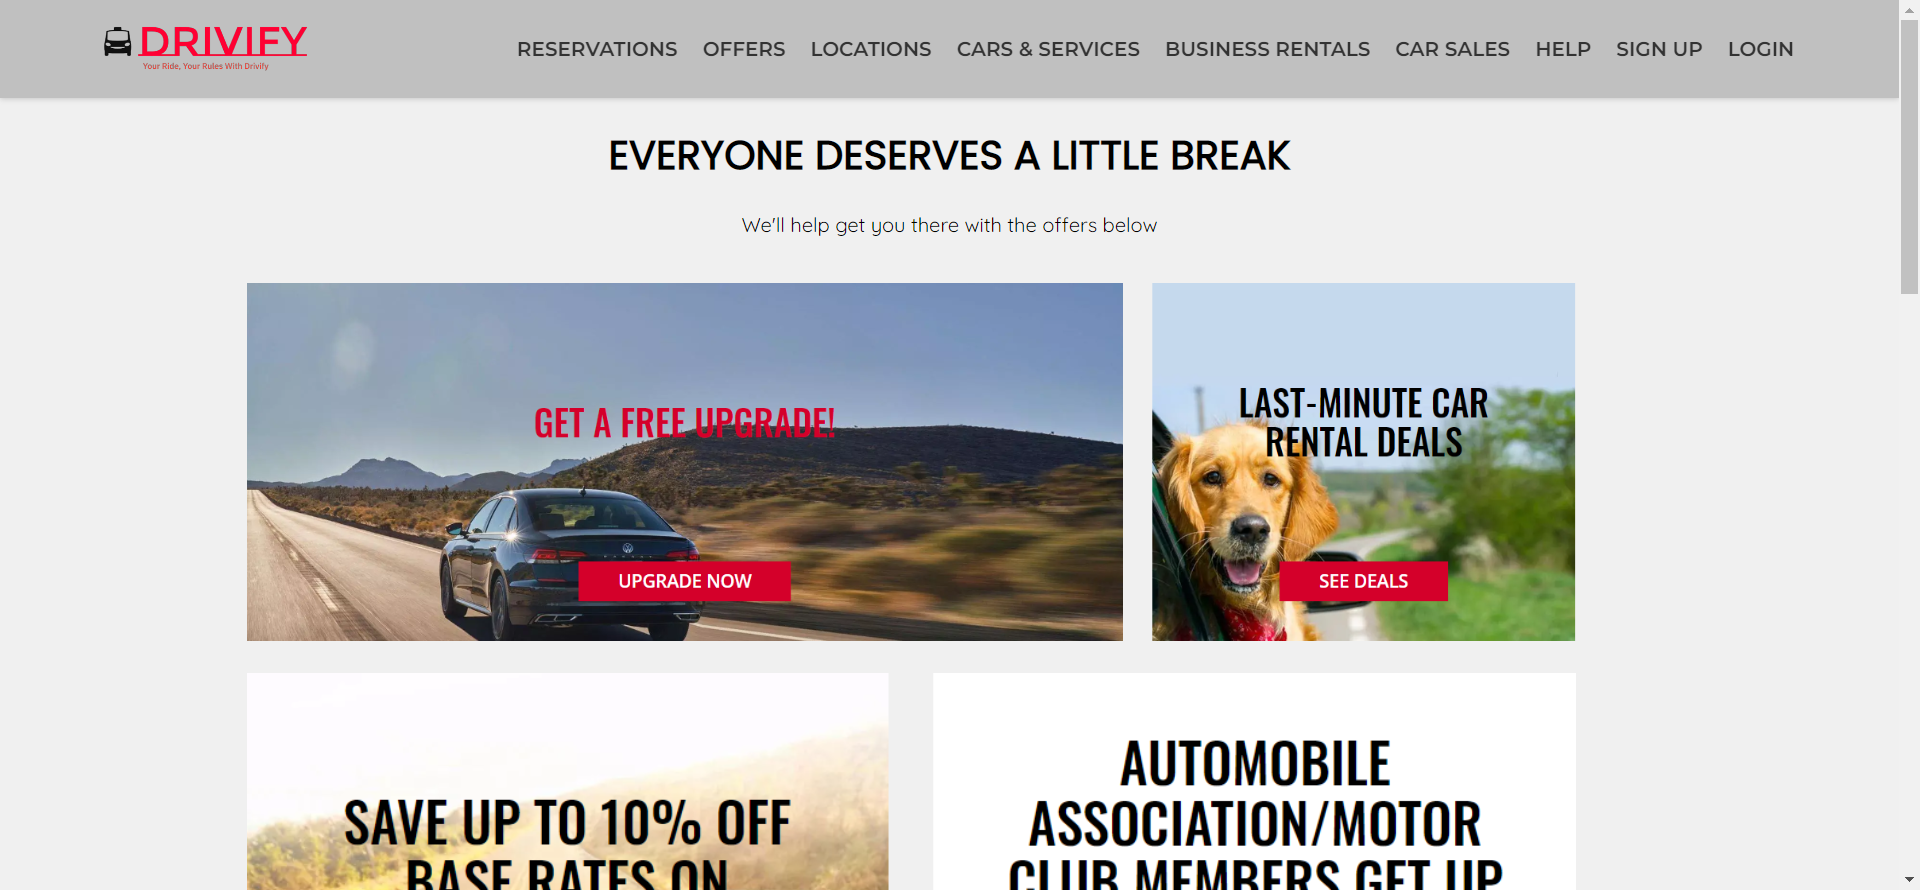 DRIVIFY
Your Ride, Your Rules With Drivify
RESERVATIONS OFFERS LOCATIONS CARS & SERVICES BUSINESS RENTALS CAR SALES HELP SIGN UP LOGIN
EVERYONE DESERVES A LITTLE BREAK
We'll help get you there with the offers below
GET A FREE UPGRADE!
UPGRADE NOW
LAST-MINUTE CAR
RENTAL DEALS
SEE DEALS
SAVE UP TO 10% OFF
BASE RATES ON
AUTOMOBILE
ASSOCIATION/MOTOR
CLUB MEMBERS GET UP